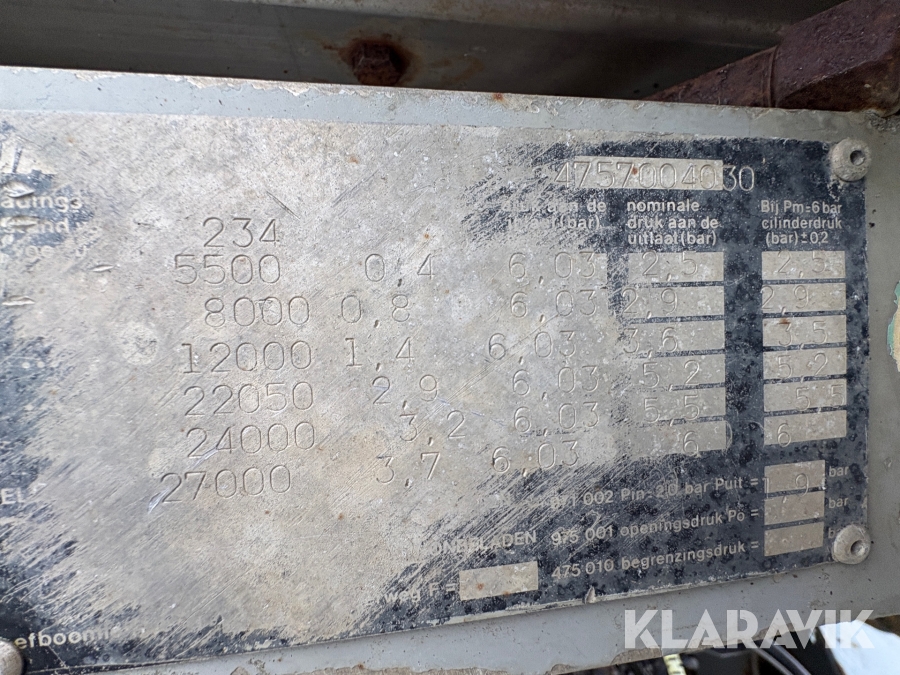 4757004030
234
nominale
druk aan de
uitlaat(bar)
Bij Pm=6 bar
cilinderdruk
(bar) ±0,2
aan de
(bar)
5500 0,4 6,03 2,5 2,5
8000 0,8 6,03 2,9 2,9
12000 1,4 6,03 3,6 3,5
22050 2,9 6,03 5,2 5,2
24000 3,2 6,03 5,5 5,5
27000 3,7 6,03 6 6
002 Pin=2,0 bar Puit = bar
975 001 openingsdruk Po = bar
475 010 begrenzingsdruk =
weg F
KLARAVIK